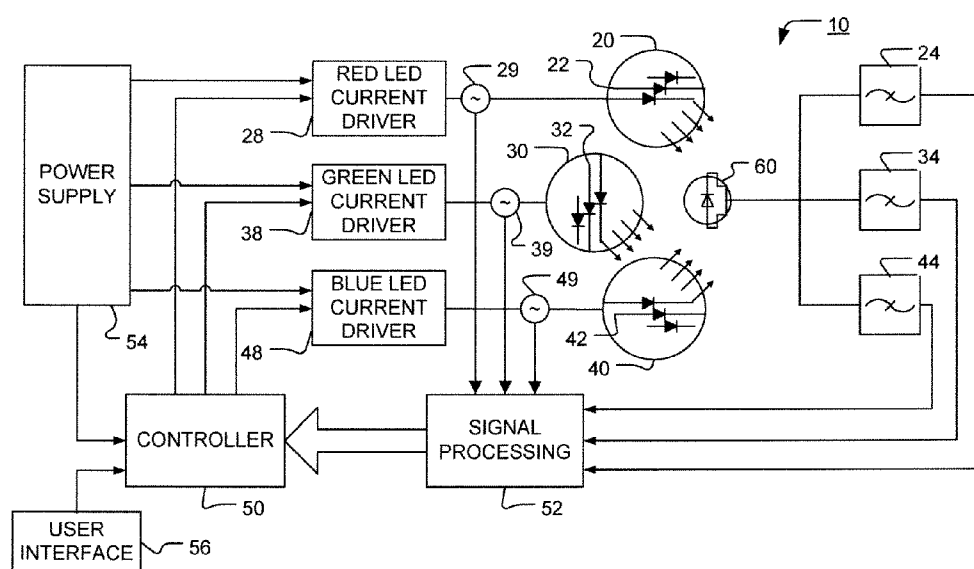 10
20
24
29
22
RED LED
CURRENT
DRIVER
28
POWER
SUPPLY
32
30
60
34
GREEN LED
CURRENT
DRIVER
38
39
44
BLUE LED
CURRENT
DRIVER
49
48
42
40
54
CONTROLLER
50
SIGNAL
PROCESSING
52
USER
INTERFACE
56